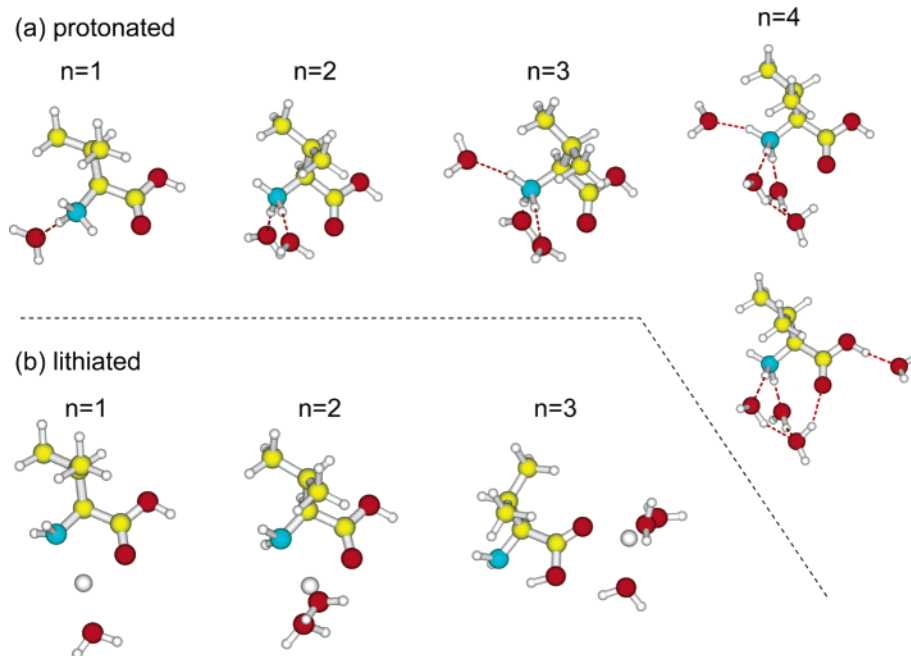 (a) protonated
n=1
n=2
n=3
n=4
(b) lithiated
n=1
n=2
n=3